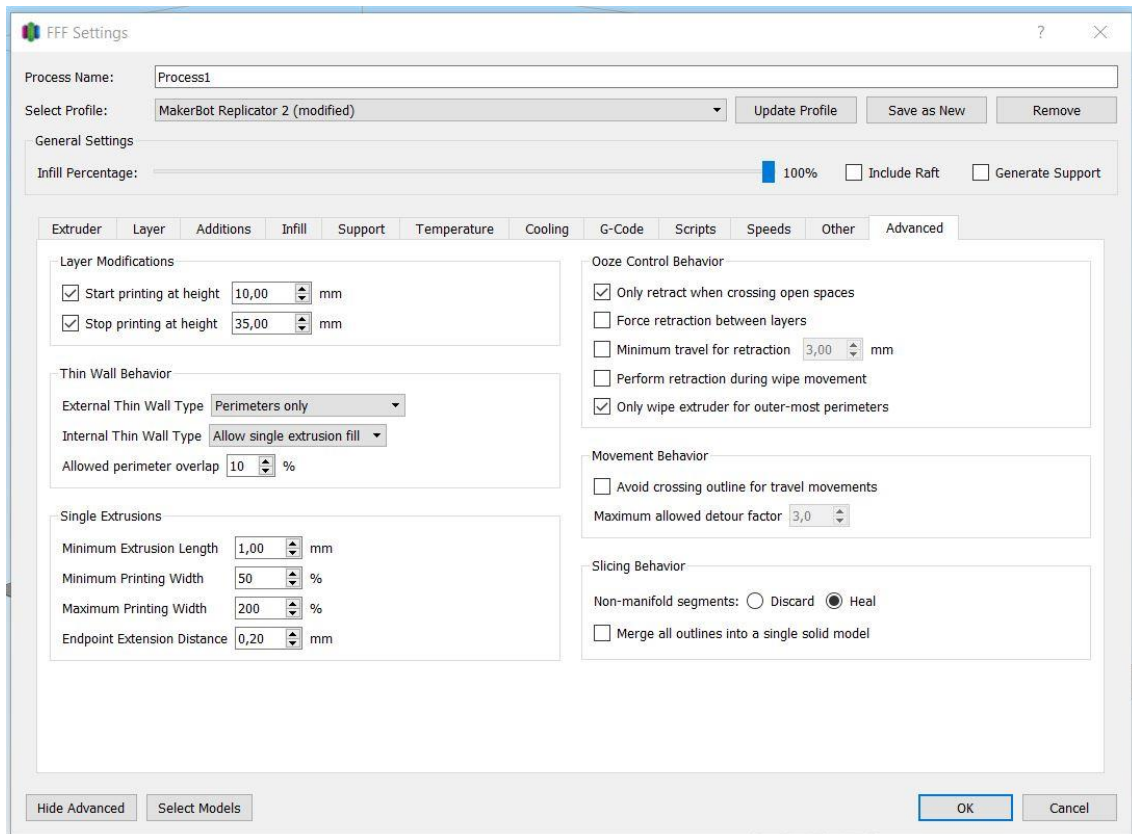 FFF Settings
Process Name: Process1
Select Profile: MakerBot Replicator 2 (modified) Update Profile Save as New Remove
General Settings
Infill Percentage: 100% Include Raft Generate Support
Extruder Layer Additions Infill Support Temperature Cooling G-Code Scripts Speeds Other Advanced
Layer Modifications
Start printing at height 10,00 mm
Stop printing at height 35,00 mm
Thin Wall Behavior
External Thin Wall Type Perimeters only
Internal Thin Wall Type Allow single extrusion fill
Allowed perimeter overlap 10 %
Single Extrusions
Minimum Extrusion Length 1,00 mm
Minimum Printing Width 50 %
Maximum Printing Width 200 %
Endpoint Extension Distance 0,20 mm
Ooze Control Behavior
Only retract when crossing open spaces
Force retraction between layers
Minimum travel for retraction 3,00 mm
Perform retraction during wipe movement
Only wipe extruder for outer-most perimeters
Movement Behavior
Avoid crossing outline for travel movements
Maximum allowed detour factor 3,0
Slicing Behavior
Non-manifold segments: Discard Heal
Merge all outlines into a single solid model
Hide Advanced Select Models OK Cancel